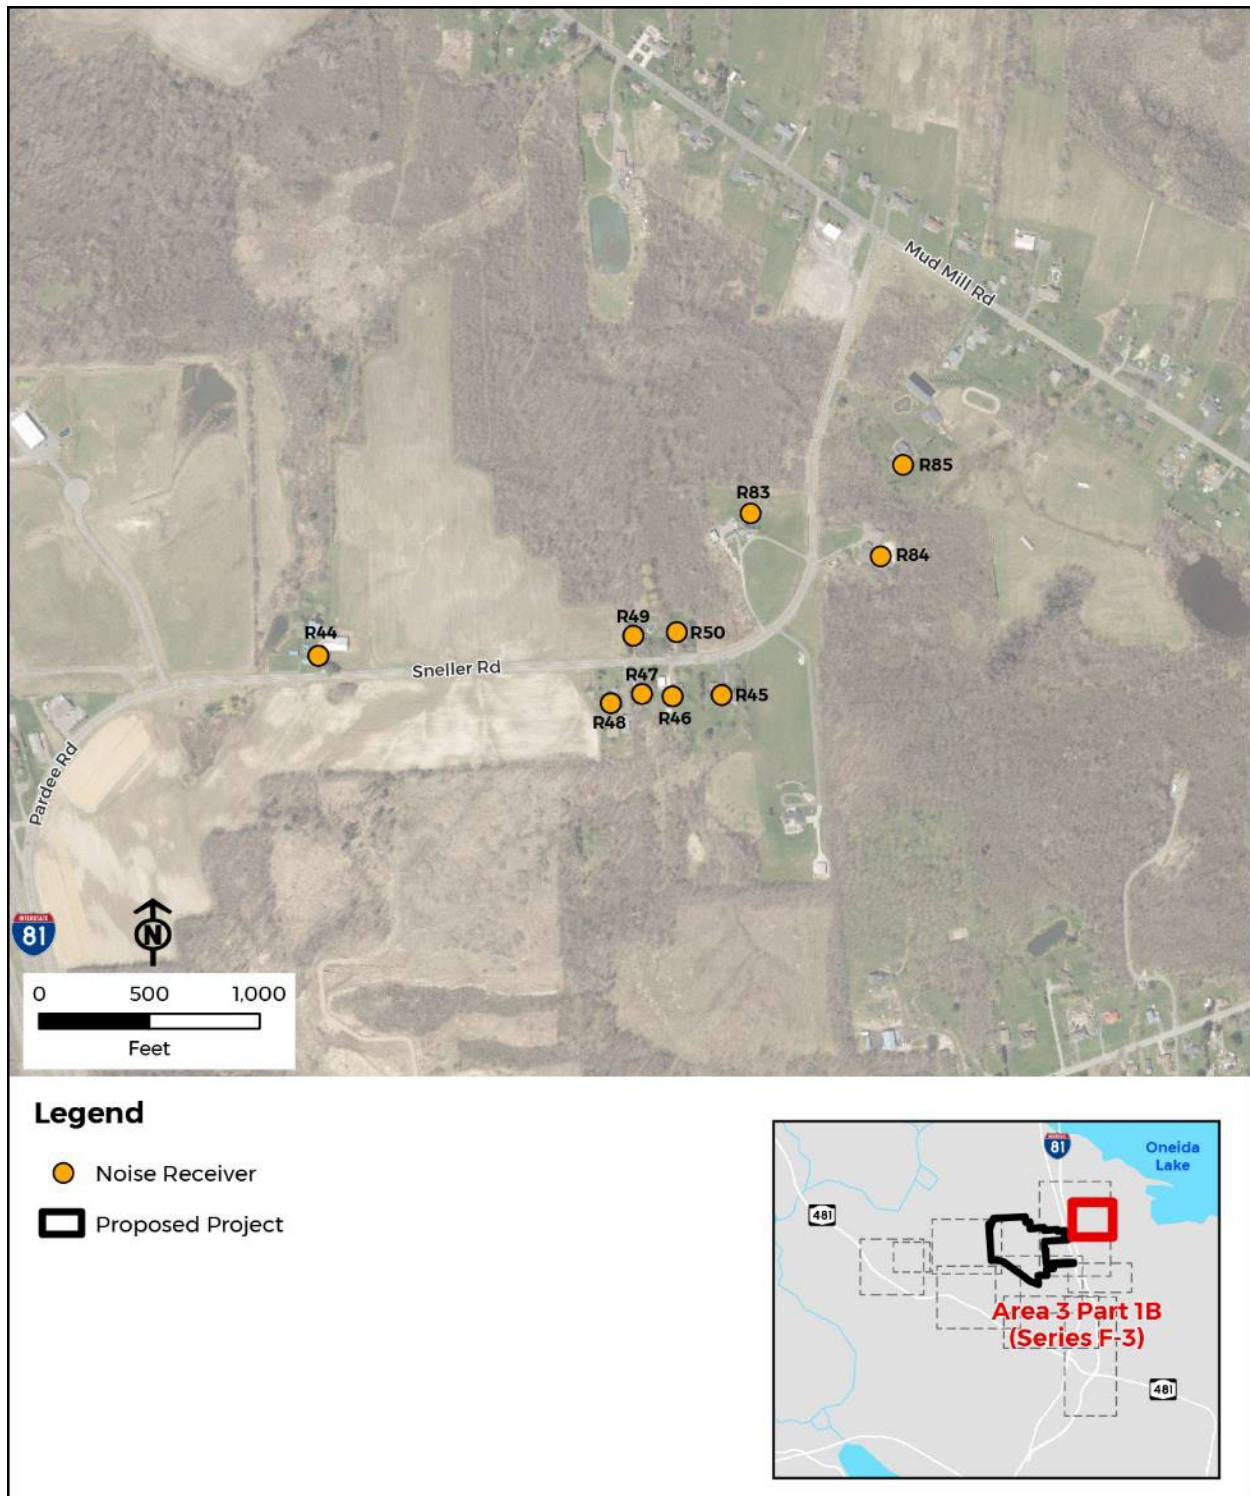 Mud Mill Rd
R85
R83
R84
R49
R50
R44
Sneller Rd
R47
R45
R48
R46
Pardee Rd
INTERSTATE
81
N
0 500 1,000
Feet
Legend
Noise Receiver
Proposed Project
81
Oneida
Lake
481
Area 3 Part 1B
(Series F-3)
481